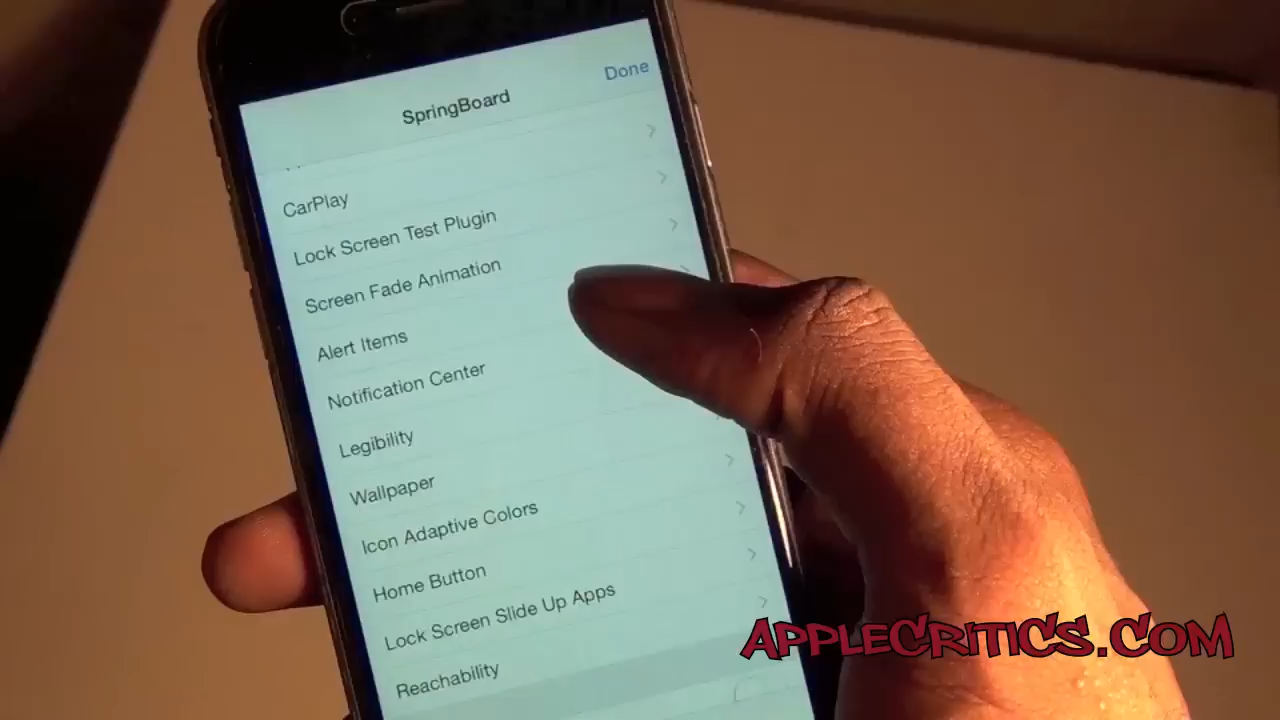 Done
SpringBoard
CarPlay
Lock Screen Test Plugin
Screen Fade Animation
Alert Items
Notification Center
Legibility
Wallpaper
Icon Adaptive Colors
Home Button
Lock Screen Slide Up Apps
Reachability
APPLECRITICS.COM